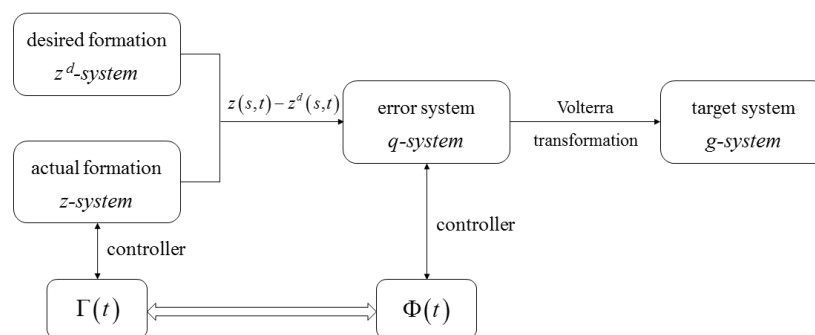 desired formation
z^d-system
z(s,t)−z^d(s,t)
error system
q-system
Volterra
transformation
target system
g-system
actual formation
z-system
controller
controller
Γ(t)
Φ(t)